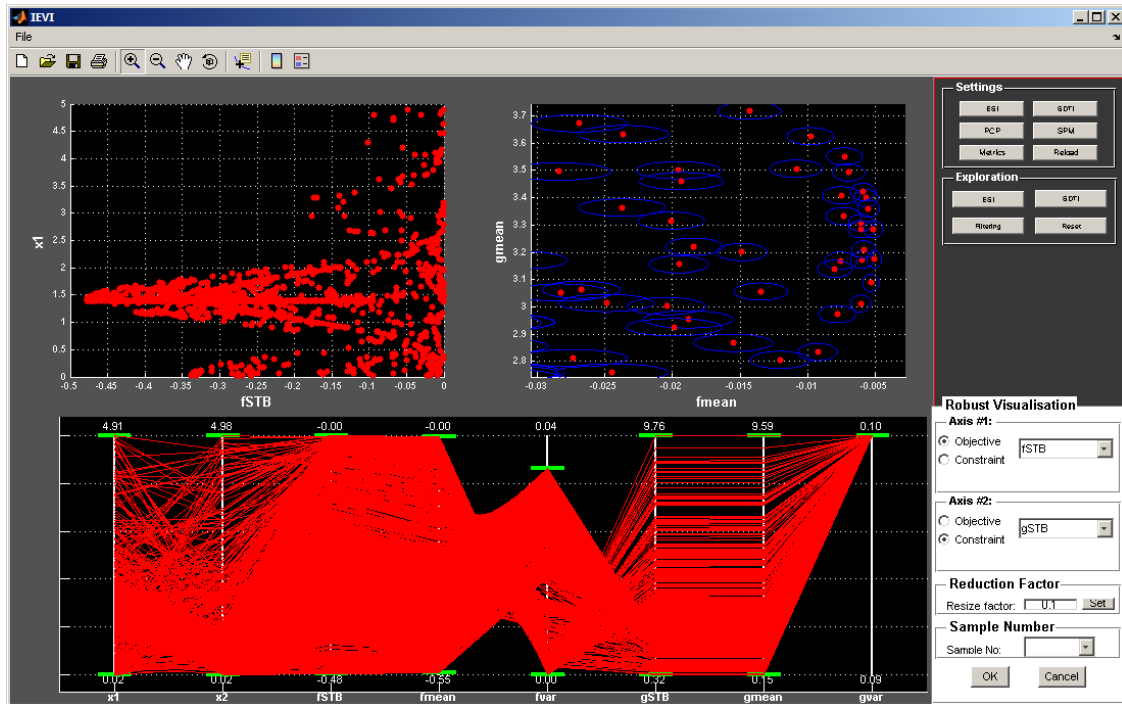 IEVI
File
5
4.5
4
3.5
3
2.5
2
1.5
1
0.5
0
x1
-0.5 -0.45 -0.4 -0.35 -0.3 -0.25 -0.2 -0.15 -0.1 -0.05 0
fSTB
3.7
3.6
3.5
3.4
3.3
3.2
3.1
3
2.9
2.8
gmean
-0.03 -0.025 -0.02 -0.015 -0.01 -0.005
fmean
Settings
EGI GDTI
PCP SPM
Metrics Reload
Exploration
EGI GDTI
Filtering Reset
4.91 4.98 -0.00 -0.00 0.04 9.76 9.59 0.10
0.02 0.02 -0.48 -0.55 0.00 0.32 0.15 0.09
x1 x2 fSTB fmean fvar gSTB gmean gvar
Robust Visualisation
Axis #1:
Objective
Constraint
fSTB
Axis #2:
Objective
Constraint
gSTB
Reduction Factor
Resize factor: 0.1 Set
Sample Number
Sample No:
OK Cancel